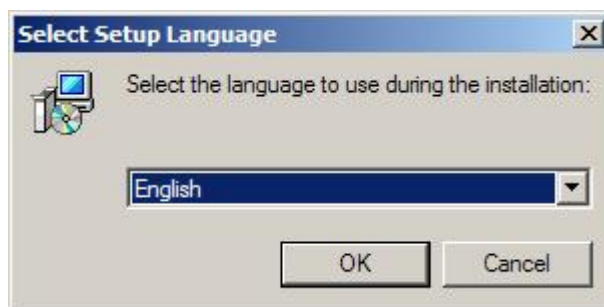 Select Setup Language
Select the language to use during the installation:
English
OK
Cancel